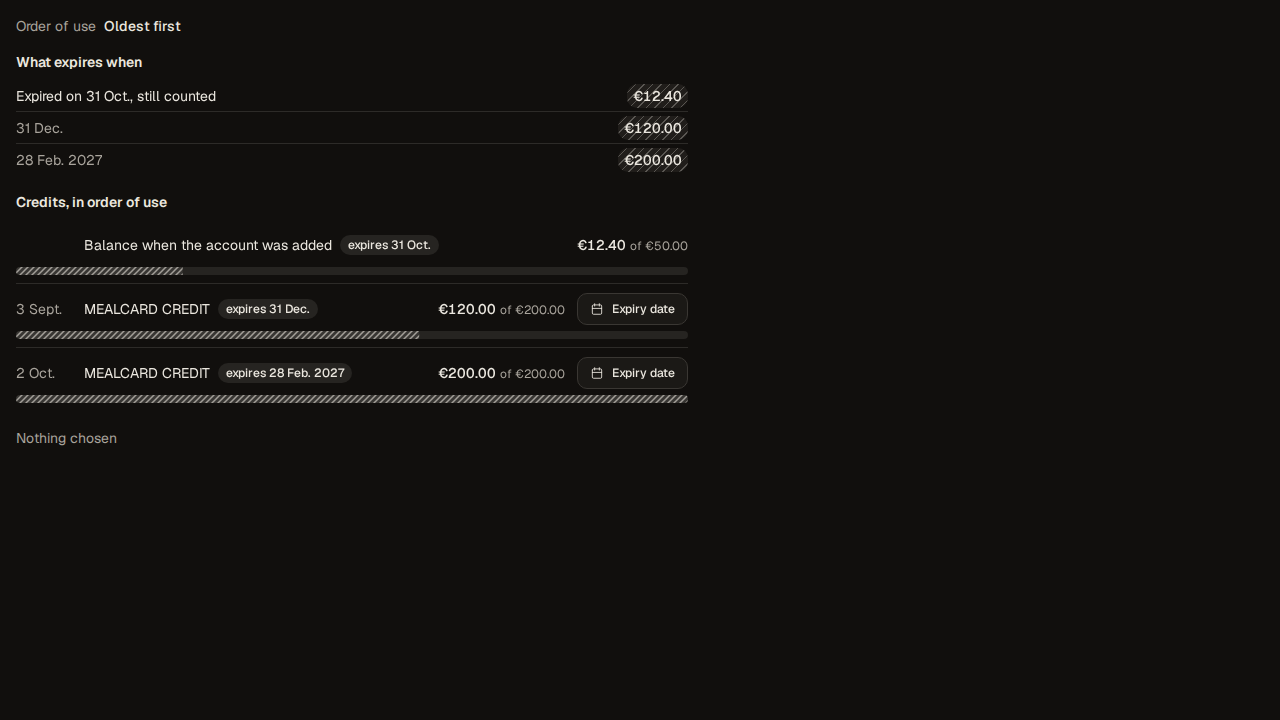 Order of use Oldest first
What expires when
Expired on 31 Oct., still counted €12.40
31 Dec. €120.00
28 Feb. 2027 €200.00
Credits, in order of use
Balance when the account was added expires 31 Oct. €12.40 of €50.00
3 Sept. MEALCARD CREDIT expires 31 Dec. €120.00 of €200.00 Expiry date
2 Oct. MEALCARD CREDIT expires 28 Feb. 2027 €200.00 of €200.00 Expiry date
Nothing chosen